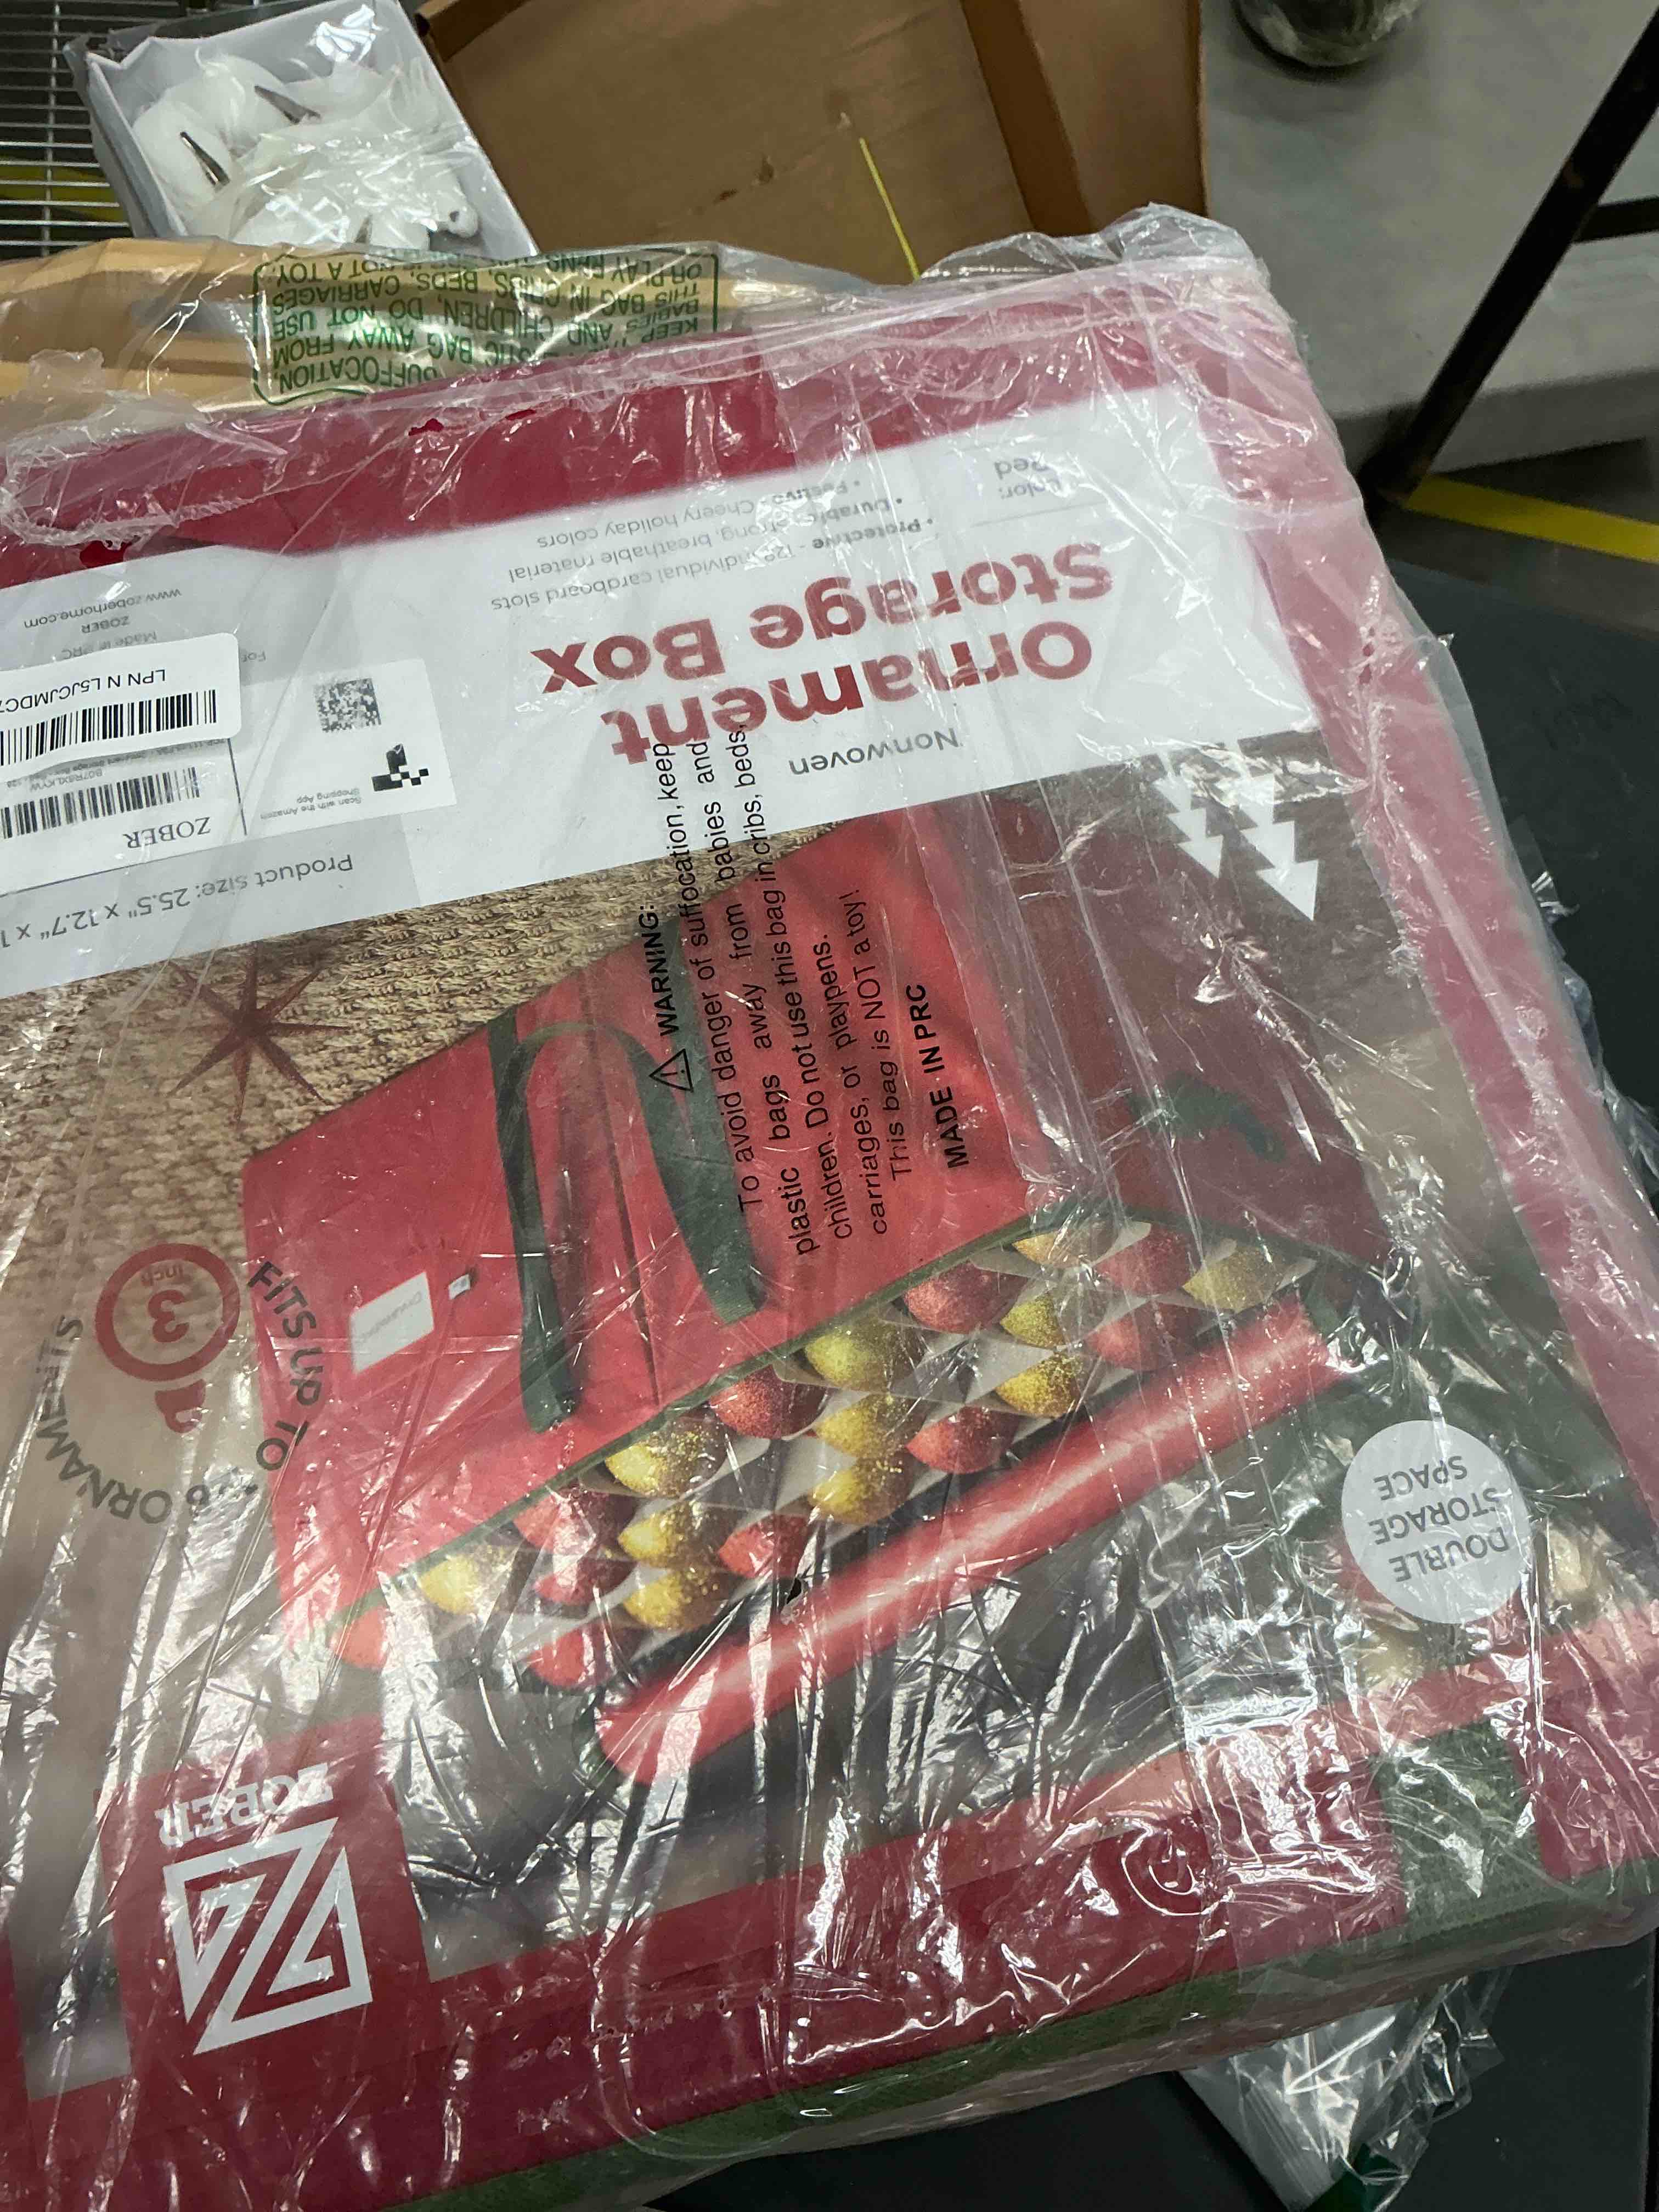 Nonwoven
Ornament
Storage Box
• Protective - 128 individual cardboard slots
• Durable - Strong, breathable material
• Festive - Cheery holiday colors
Color:
Red
Made in PRC
ZOBER
www.zoberhome.com
For
LPN N L5JCJMDC
Scan with the Amazon
Shopping App
ZOBER
Product size: 25.5" x 12.7" x 1
FITS UP TO
ORNAMENTS
3
inch
DOUBLE
STORAGE
SPACE
ZOBER
⚠ WARNING:
To avoid danger of suffocation, keep
plastic bags away from babies and
children. Do not use this bag in cribs, beds,
carriages, or playpens.
This bag is NOT a toy!
MADE IN PRC
SUFFOCATION,
KEEP BAG AWAY FROM
BABIES AND CHILDREN, DO NOT USE
THIS BAG IN CRIBS, BEDS, CARRIAGES
OR PLAY PENS NOT A TOY.